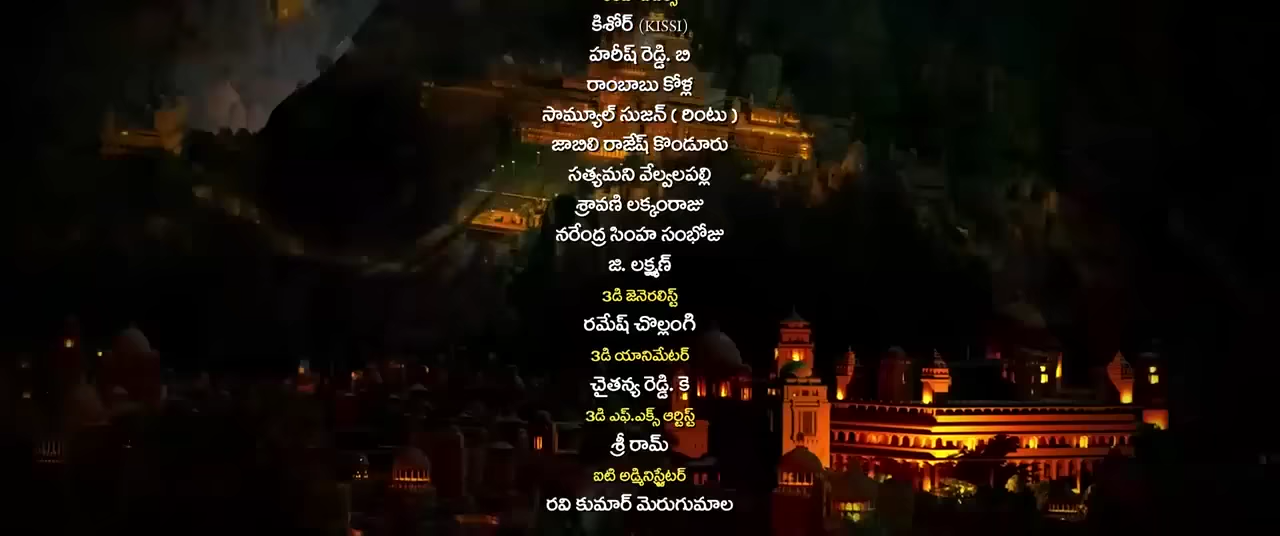 కిశోర్ (KISSI)
హరీష్ రెడ్డి. బి
రాంబాబు కోళ్ల
సామ్యూల్ సుజన్ ( రింటు )
జాబిలి రాజేష్ కొండూరు
సత్యమని వేల్వలపల్లి
శ్రావణి లక్కంరాజు
నరేంద్ర సింహ సంభోజు
జి. లక్ష్మణ్
3డి జెనెరలిస్ట్
రమేష్ చొల్లంగి
3డి యానిమేటర్
చైతన్య రెడ్డి. కె
3డి ఎఫ్.ఎక్స్ ఆర్టిస్ట్
శ్రీ రామ్
ఐటి అడ్మినిస్ట్రేటర్
రవి కుమార్ మెరుగుమాల